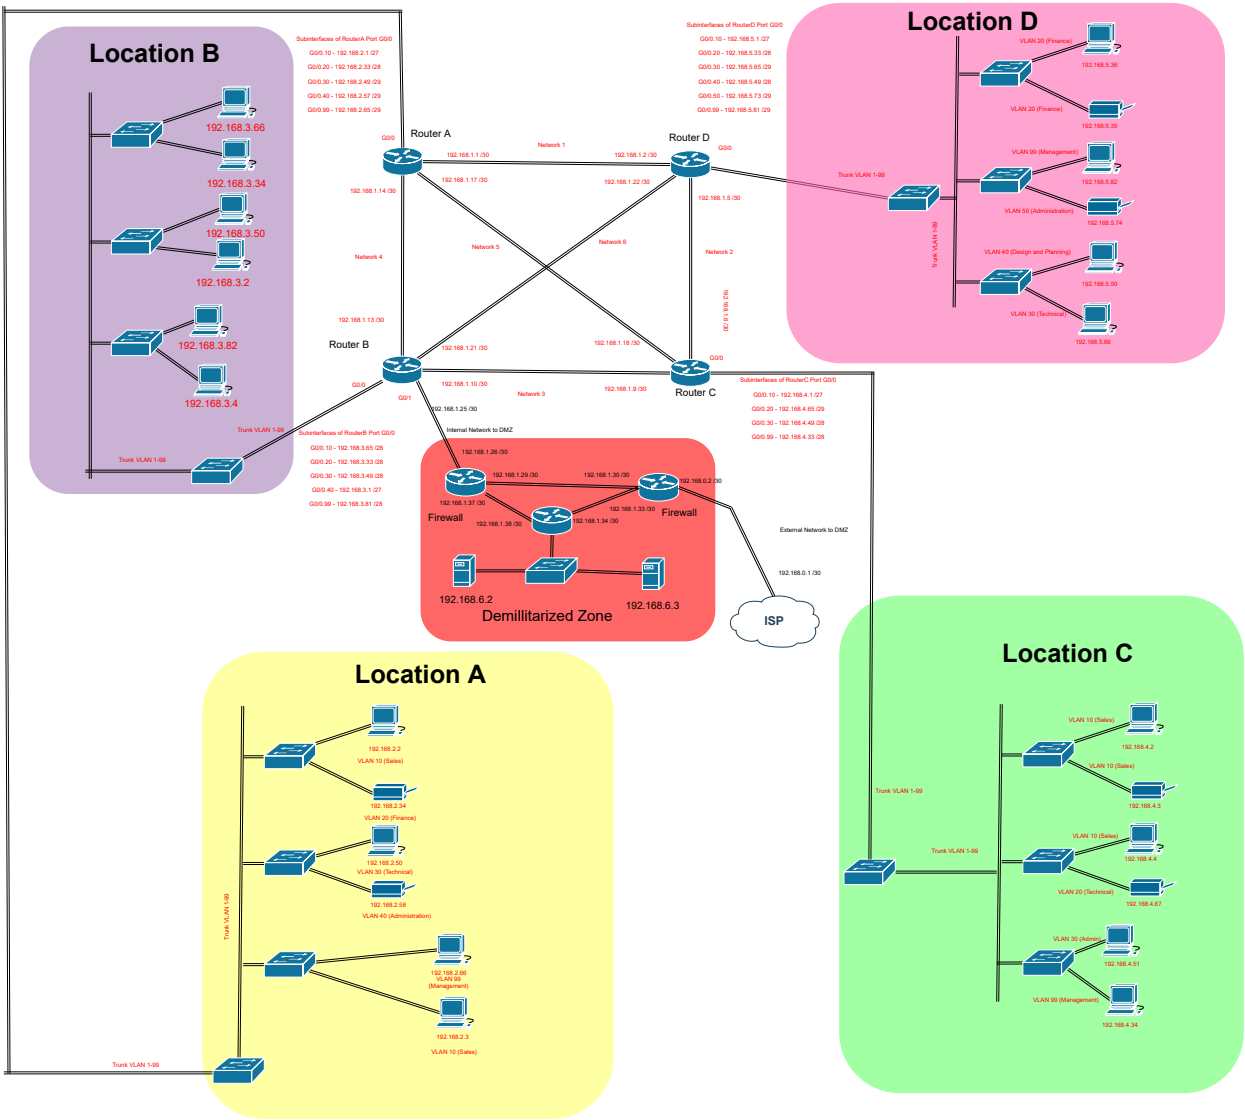 Location B
192.168.3.66
192.168.3.34
192.168.3.50
192.168.3.2
192.168.3.82
192.168.3.4
Trunk VLAN 1-99
Trunk VLAN 1-99
Subinterfaces of RouterA Port G0/0
G0/0.10 - 192.168.2.1 /27
G0/0.20 - 192.168.2.33 /28
G0/0.30 - 192.168.2.49 /29
G0/0.40 - 192.168.2.57 /29
G0/0.99 - 192.168.2.65 /29
G0/0
Router A
192.168.1.1 /30
192.168.1.17 /30
192.168.1.14 /30
Network 1
Subinterfaces of RouterD Port G0/0
G0/0.10 - 192.168.5.1 /27
G0/0.20 - 192.168.5.33 /28
G0/0.30 - 192.168.5.65 /29
G0/0.40 - 192.168.5.49 /28
G0/0.50 - 192.168.5.73 /29
G0/0.99 - 192.168.5.81 /29
Router D
G0/0
192.168.1.2 /30
192.168.1.22 /30
192.168.1.5 /30
Trunk VLAN 1-99
Network 4
Network 5
Network 6
Network 2
192.168.1.6 /30
192.168.1.13 /30
192.168.1.18 /30
Router B
192.168.1.21 /30
G0/0
192.168.1.10 /30
G0/1
Network 3
192.168.1.9 /30
G0/0
Router C
192.168.1.25 /30
Subinterfaces of RouterB Port G0/0
G0/0.10 - 192.168.3.65 /28
G0/0.20 - 192.168.3.33 /28
G0/0.30 - 192.168.3.49 /28
G0/0.40 - 192.168.3.1 /27
G0/0.99 - 192.168.3.81 /28
Subinterfaces of RouterC Port G0/0
G0/0.10 - 192.168.4.1 /27
G0/0.20 - 192.168.4.65 /29
G0/0.30 - 192.168.4.49 /28
G0/0.99 - 192.168.4.33 /28
Location D
VLAN 20 (Finance)
192.168.5.36
VLAN 20 (Finance)
192.168.5.35
VLAN 99 (Management)
192.168.5.82
VLAN 50 (Administration)
192.168.5.74
Trunk VLAN 1-99
VLAN 40 (Design and Planning)
192.168.5.50
VLAN 30 (Technical)
192.168.5.66
Internal Network to DMZ
192.168.1.26 /30
192.168.1.29 /30
192.168.1.30 /30
192.168.0.2 /30
192.168.1.37 /30
192.168.1.33 /30
Firewall
Firewall
192.168.1.38 /30
192.168.1.34 /30
192.168.6.2
192.168.6.3
Demillitarized Zone
External Network to DMZ
192.168.0.1 /30
ISP
Location A
192.168.2.2
VLAN 10 (Sales)
192.168.2.34
VLAN 20 (Finance)
192.168.2.50
VLAN 30 (Technical)
192.168.2.58
VLAN 40 (Administration)
Trunk VLAN 1-99
192.168.2.66
VLAN 99
(Management)
192.168.2.3
VLAN 10 (Sales)
Trunk VLAN 1-99
Location C
VLAN 10 (Sales)
192.168.4.2
VLAN 10 (Sales)
192.168.4.3
Trunk VLAN 1-99
VLAN 10 (Sales)
Trunk VLAN 1-99
192.168.4.4
VLAN 20 (Technical)
192.168.4.67
VLAN 30 (Admin)
192.168.4.51
VLAN 99 (Management)
192.168.4.34